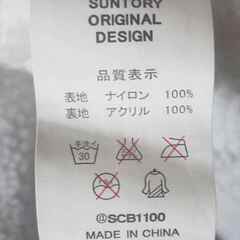 SUNTORY
ORIGINAL
DESIGN
品質表示
表地 ナイロン 100%
裏地 アクリル 100%
30
@SCB1100
MADE IN CHINA